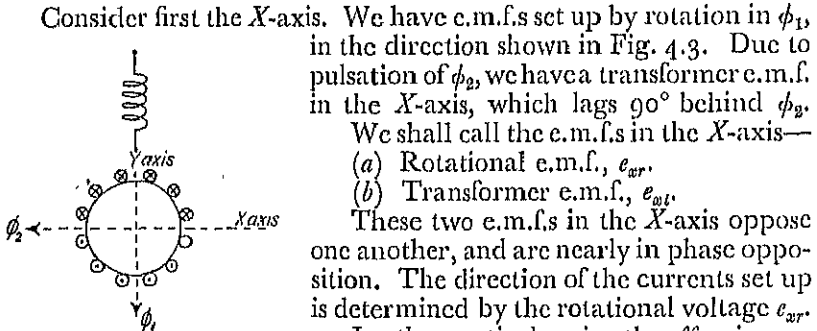 Consider first the X-axis. We have e.m.f.s set up by rotation in ϕ₁,
in the direction shown in Fig. 4.3. Due to
pulsation of ϕ₂, we have a transformer e.m.f.
in the X-axis, which lags 90° behind ϕ₂.
We shall call the e.m.f.s in the X-axis—
(a) Rotational e.m.f., eₓᵣ.
(b) Transformer e.m.f., eₓₜ.
These two e.m.f.s in the X-axis oppose
one another, and are nearly in phase oppo-
sition. The direction of the currents set up
is determined by the rotational voltage eₓᵣ.
Y axis
X axis
ϕ₂
ϕ₁